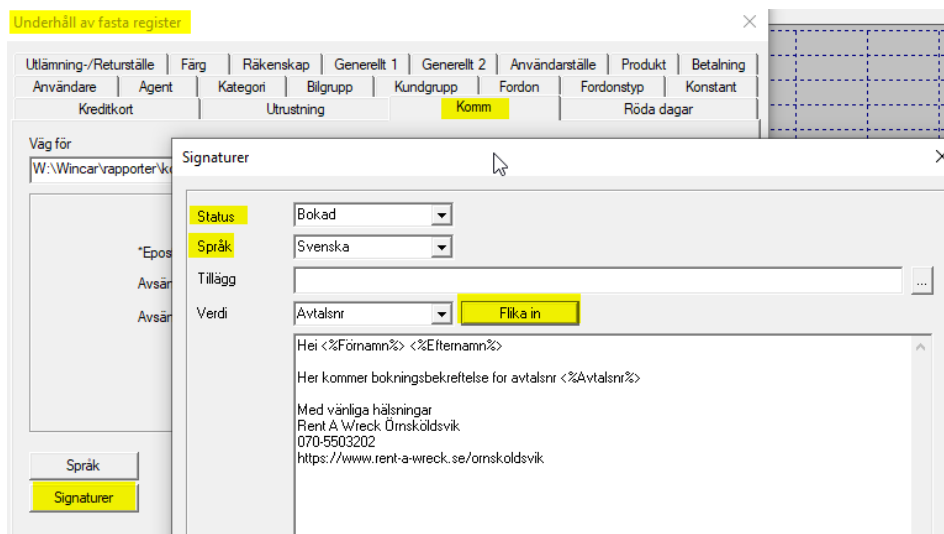 Underhåll av fasta register
Utlämning-/Returställe Färg Räkenskap Generellt 1 Generellt 2 Användarställe Produkt Betalning
Användare Agent Kategori Bilgrupp Kundgrupp Fordon Fordonstyp Konstant
Kreditkort Utrustning Komm Röda dagar
Väg för
W:\Wincar\rapporter\k
*Epos
Avsän
Avsän
Språk
Signaturer
Signaturer
Status Bokad
Språk Svenska
Tillägg ...
Verdi Avtalsnr Flika in
Hei <%Förnamn%> <%Efternamn%>
Her kommer bokningsbekreftelse for avtalsnr <%Avtalsnr%>
Med vänliga hälsningar
Rent A Wreck Örnsköldsvik
070-5503202
https://www.rent-a-wreck.se/ornskoldsvik